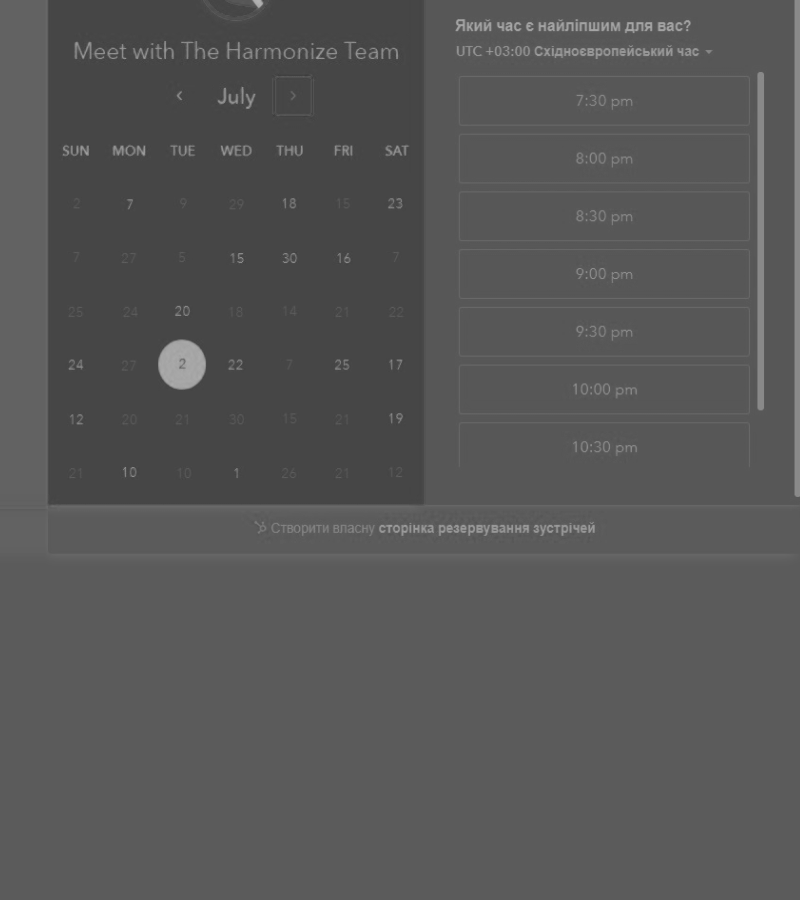 Meet with The Harmonize Team
July
SUN MON TUE WED THU FRI SAT
2 7 9 29 18 15 23
7 27 5 15 30 16 7
25 24 20 18 14 21 22
24 27 2 22 7 25 17
12 20 21 30 15 21 19
21 10 10 1 26 21 12
Який час є найліпшим для вас?
UTC +03:00 Східноєвропейський час
7:30 pm
8:00 pm
8:30 pm
9:00 pm
9:30 pm
10:00 pm
10:30 pm
Створити власну сторінка резервування зустрічей